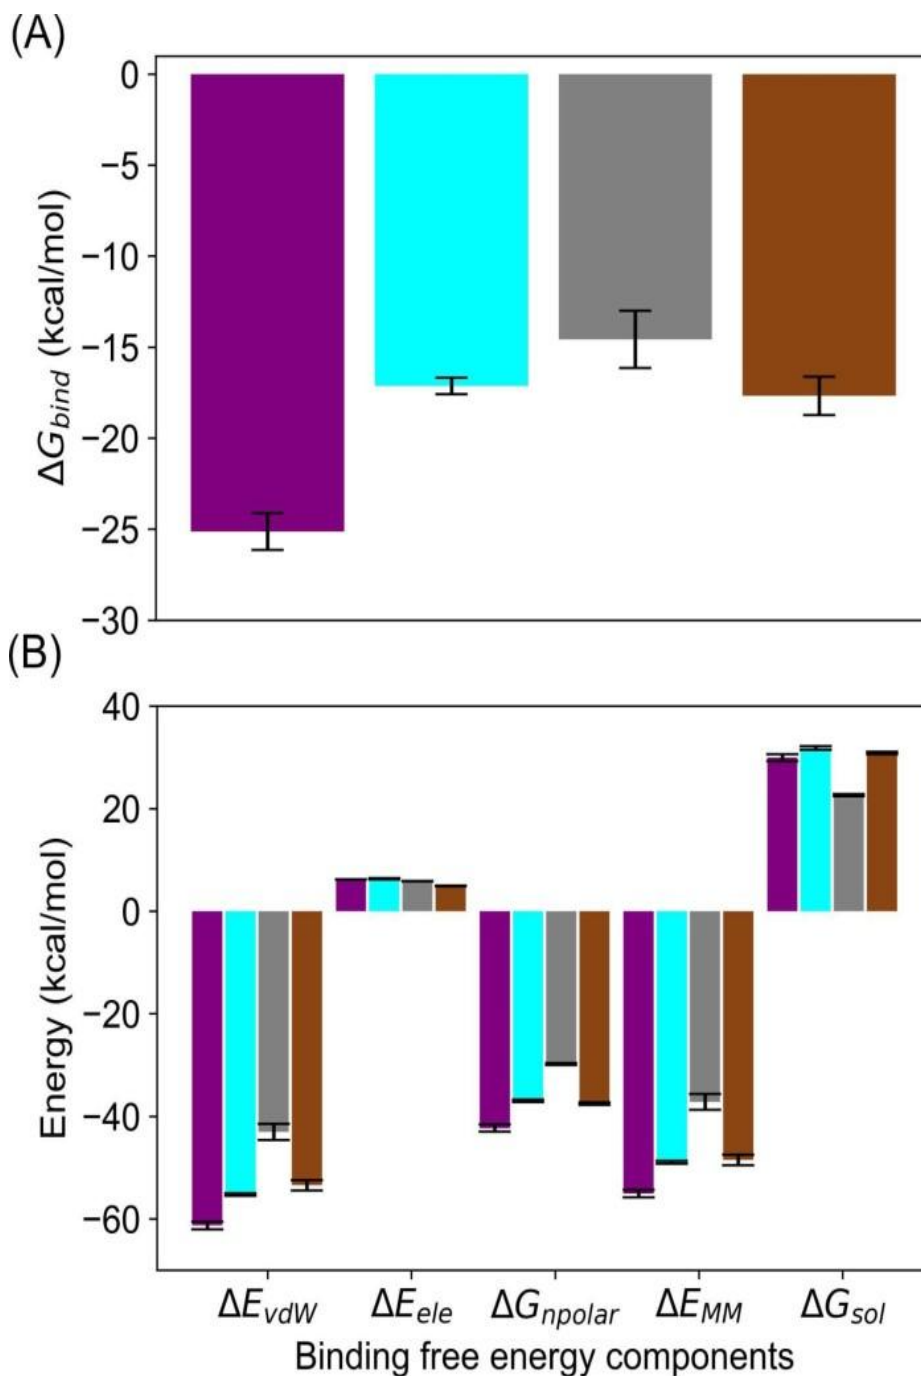 (A)
0
−5
−10
−15
−20
−25
−30
ΔG_bind (kcal/mol)
(B)
40
20
0
−20
−40
−60
Energy (kcal/mol)
ΔE_vdW ΔE_ele ΔG_npolar ΔE_MM ΔG_sol
Binding free energy components